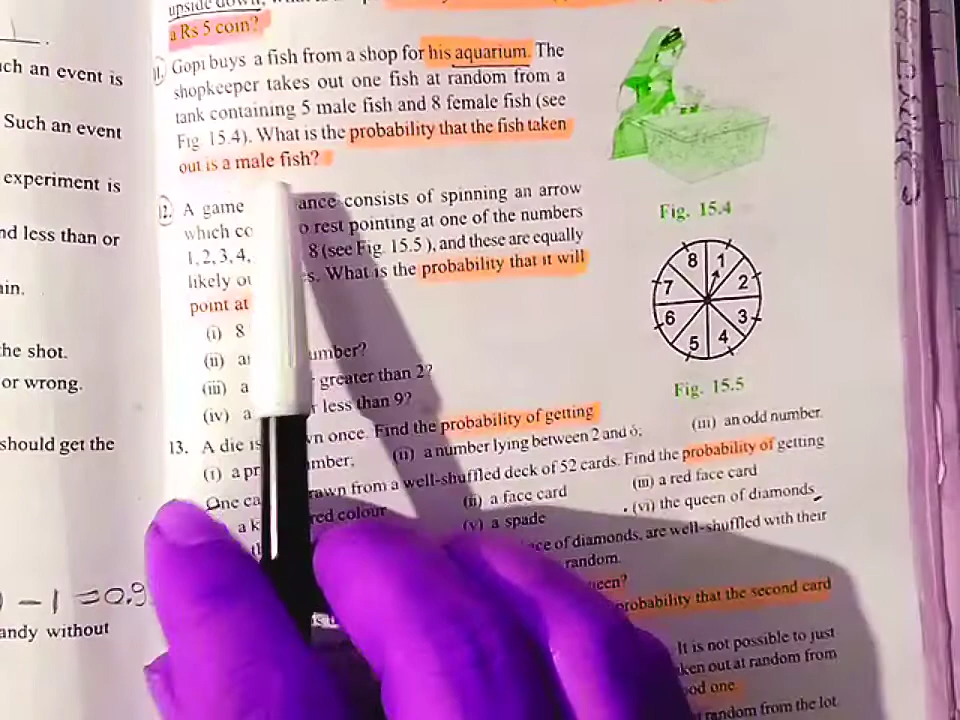 a Rs 5 coin?
11. Gopi buys a fish from a shop for his aquarium. The
shopkeeper takes out one fish at random from a
tank containing 5 male fish and 8 female fish (see
Fig. 15.4). What is the probability that the fish taken
out is a male fish?
Fig. 15.4
12. A game ance consists of spinning an arrow
which co o rest pointing at one of the numbers
1, 2, 3, 4, 8 (see Fig. 15.5 ), and these are equally
likely ou s. What is the probability that it will
point at
(i) 8
(ii) a umber?
(iii) a r greater than 2?
(iv) a r less than 9?
8 1
7 2
6 3
5 4
Fig. 15.5
13. A die is wn once. Find the probability of getting
(i) a pr mber; (ii) a number lying between 2 and 6; (iii) an odd number.
One ca rawn from a well-shuffled deck of 52 cards. Find the probability of getting
a k red colour (ii) a face card (iii) a red face card
(v) a spade (vi) the queen of diamonds
ce of diamonds, are well-shuffled with their
random.
ueen?
probability that the second card
It is not possible to just
ken out at random from
od one.
random from the lot.
ch an event is
Such an event
experiment is
nd less than or
in.
he shot.
or wrong.
should get the
- 1 = 0.9
andy without